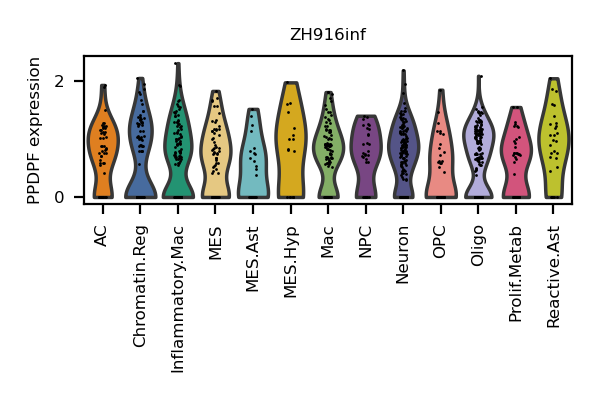 ZH916inf
PPDPF expression
2
0
AC
Chromatin.Reg
Inflammatory.Mac
MES
MES.Ast
MES.Hyp
Mac
NPC
Neuron
OPC
Oligo
Prolif.Metab
Reactive.Ast